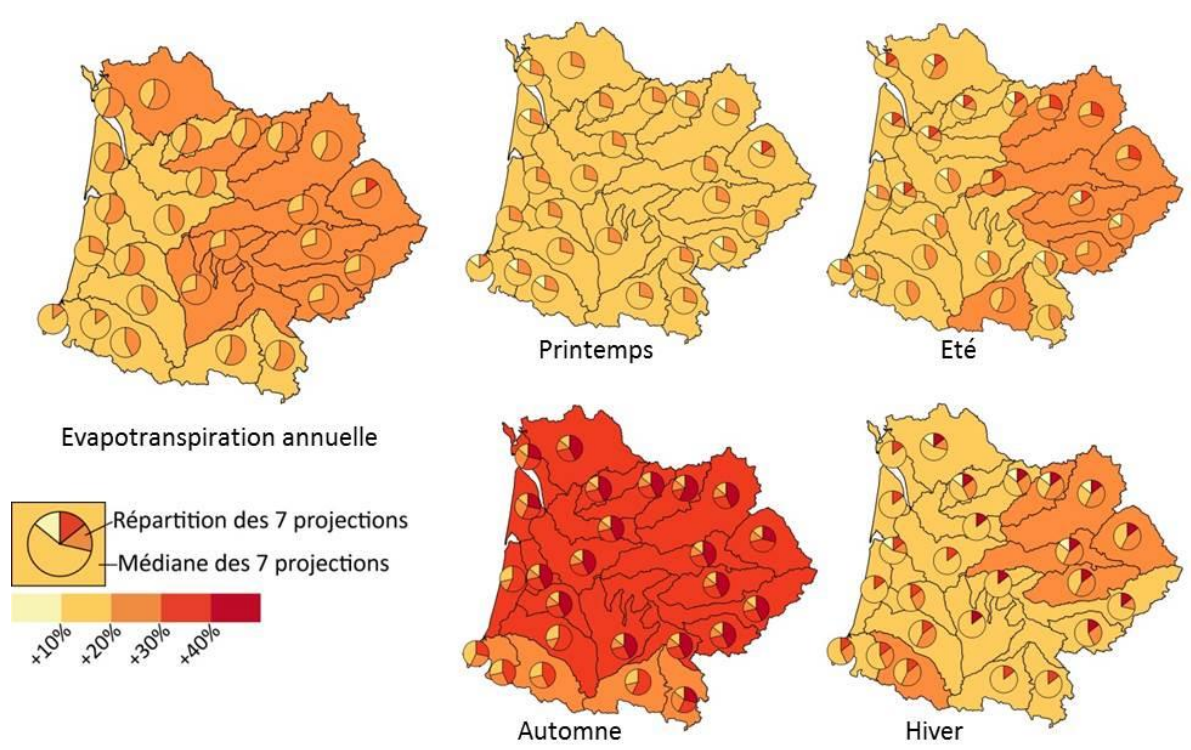 Printemps
Eté
Evapotranspiration annuelle
Répartition des 7 projections
Médiane des 7 projections
+10%
+20%
+30%
+40%
Automne
Hiver